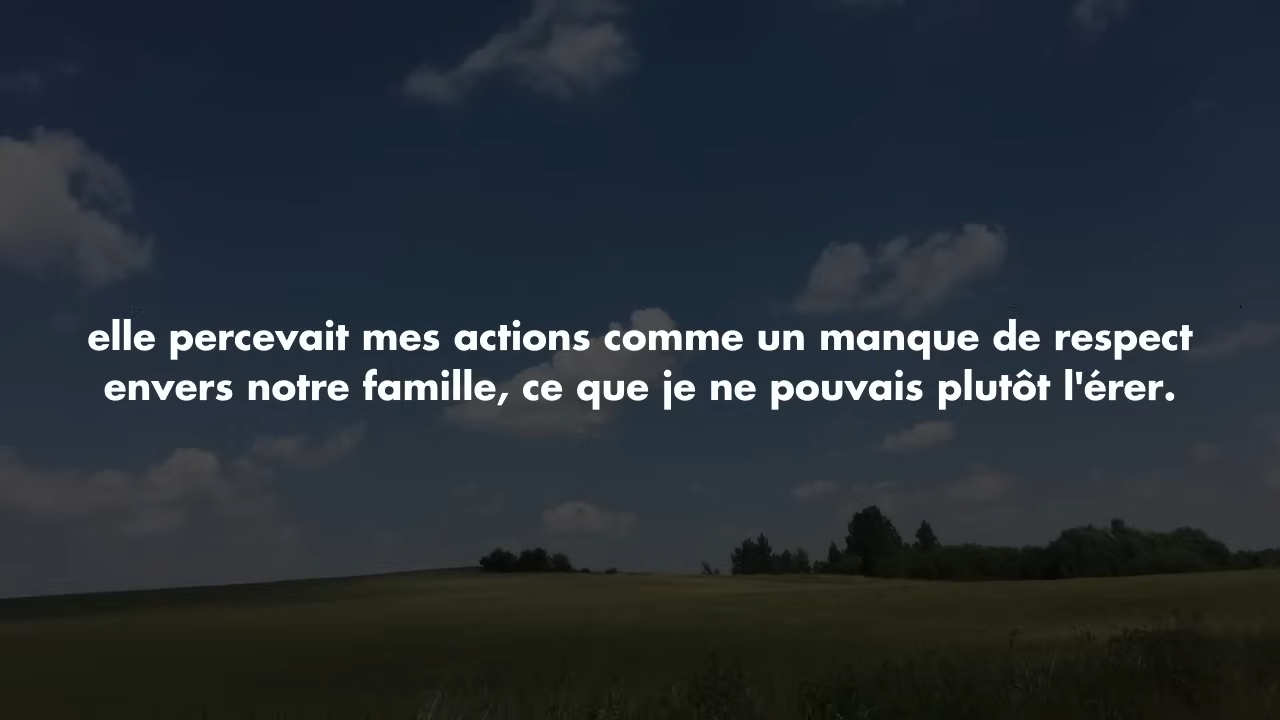 elle percevait mes actions comme un manque de respect
envers notre famille, ce que je ne pouvais plutôt l'érer.